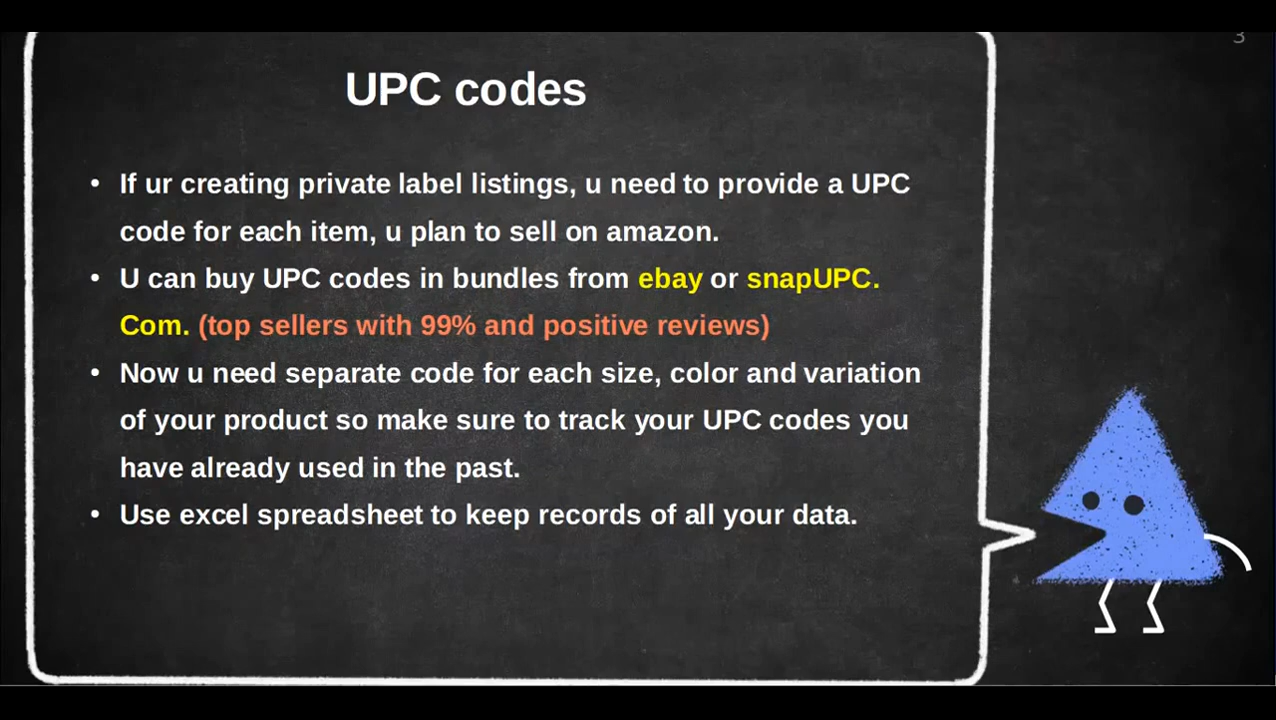 3
UPC codes
• If ur creating private label listings, u need to provide a UPC
code for each item, u plan to sell on amazon.
• U can buy UPC codes in bundles from ebay or snapUPC.
Com. (top sellers with 99% and positive reviews)
• Now u need separate code for each size, color and variation
of your product so make sure to track your UPC codes you
have already used in the past.
• Use excel spreadsheet to keep records of all your data.